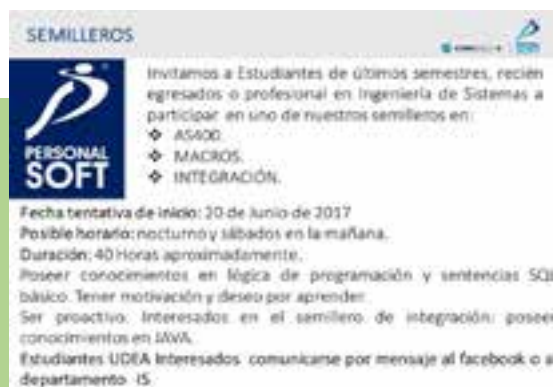 SEMILLEROS
PERSONAL
SOFT
Invitamos a Estudiantes de últimos semestres, recién
egresados o profesional en Ingeniería de Sistemas a
participar en uno de nuestros semilleros en:
❖ AS400.
❖ MACROS.
❖ INTEGRACIÓN.
Fecha tentativa de inicio: 20 de Junio de 2017
Posible horario: nocturno y sábados en la mañana.
Duración: 40 Horas aproximadamente.
Poseer conocimientos en lógica de programación y sentencias SQL
básico. Tener motivación y deseo por aprender.
Ser proactivo. Interesados en el semillero de integración: poseer
conocimientos en JAVA.
Estudiantes UDEA Interesados comunicarse por mensaje al facebook o al
departamento IS